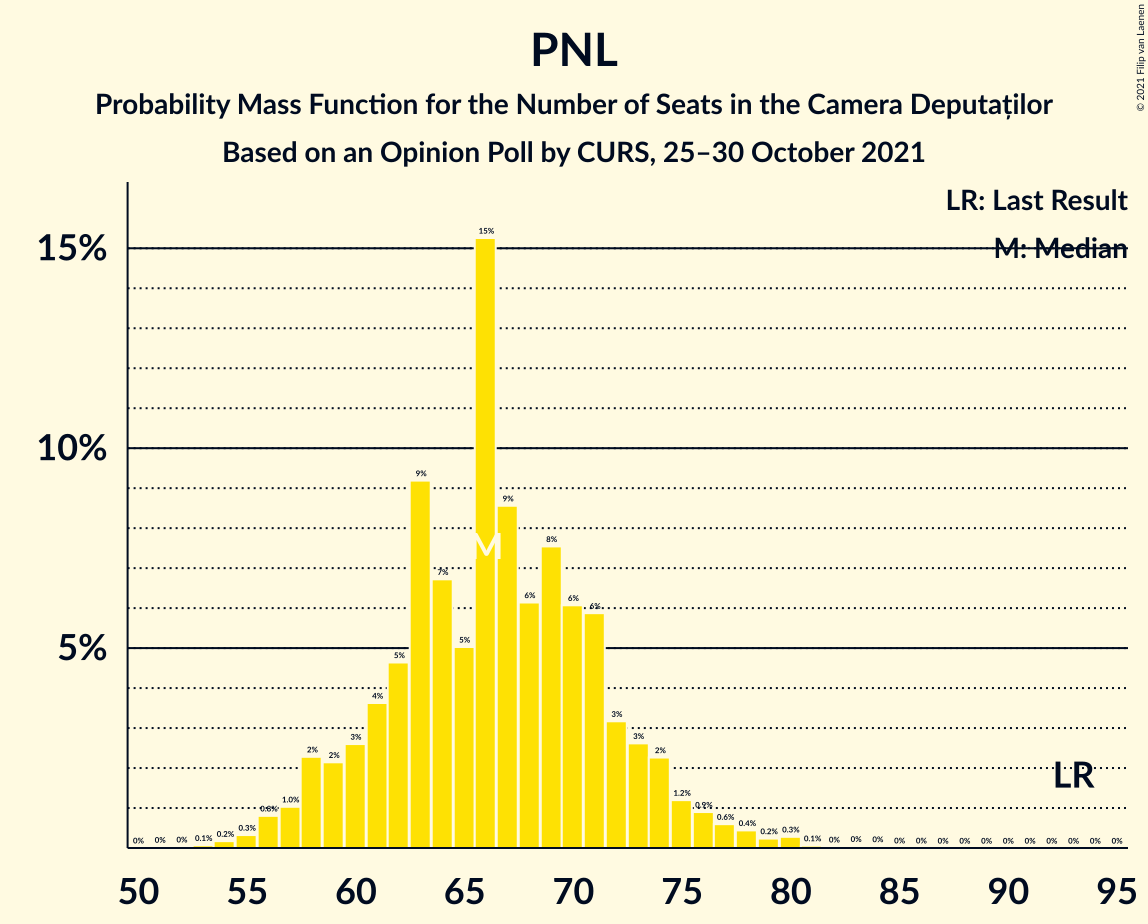 PNL
Probability Mass Function for the Number of Seats in the Camera Deputaților
Based on an Opinion Poll by CURS, 25–30 October 2021
© 2021 Filip van Laenen
LR: Last Result
M: Median
15%
10%
5%
0% 0% 0% 0.1% 0.2% 0.3% 0.8% 1.0% 2% 2% 3% 4% 5% 9% 7% 5% 15% 9% 6% 8% 6% 6% 3% 3% 2% 1.2% 0.9% 0.6% 0.4% 0.2% 0.3% 0.1% 0% 0% 0% 0% 0% 0% 0% 0% 0% 0% 0% 0% 0% 0%
M
LR
50 55 60 65 70 75 80 85 90 95